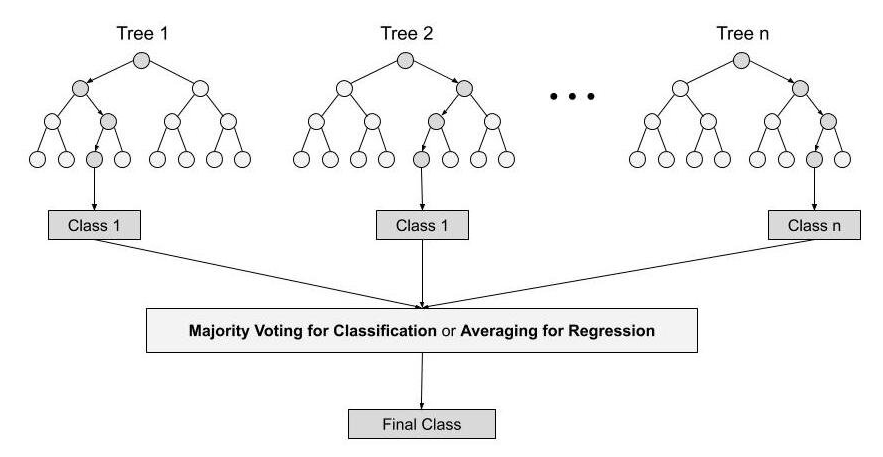 Tree 1
Tree 2
Tree n
Class 1
Class 1
Class n
Majority Voting for Classification or Averaging for Regression
Final Class